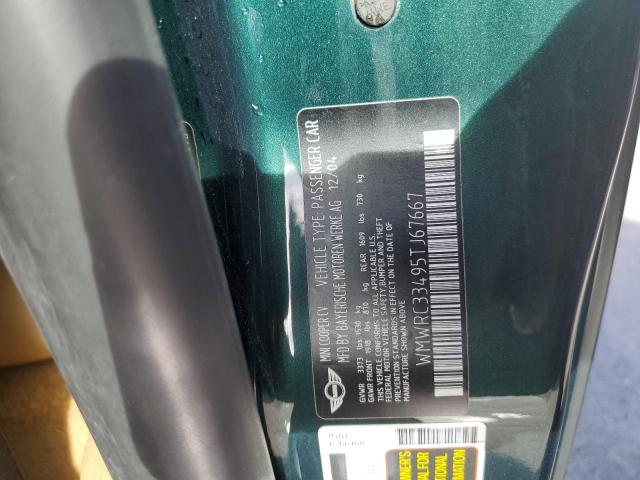 MINI COOPER CV VEHICLE TYPE: PASSENGER CAR
MFD BY BAYERISCHE MOTOREN WERKE AG 12/04
GVWR 3373 lbs 1530 kg
GAWR FRONT 1918 lbs 870 kg REAR 1609 lbs 730 kg
THIS VEHICLE CONFORMS TO ALL APPLICABLE U.S.
FEDERAL MOTOR VEHICLE SAFETY,BUMPER AND THEFT
PREVENTION STANDARDS IN EFFECT ON THE DATE OF
MANUFACTURE.
WMWRC33495TJ67667
MINI